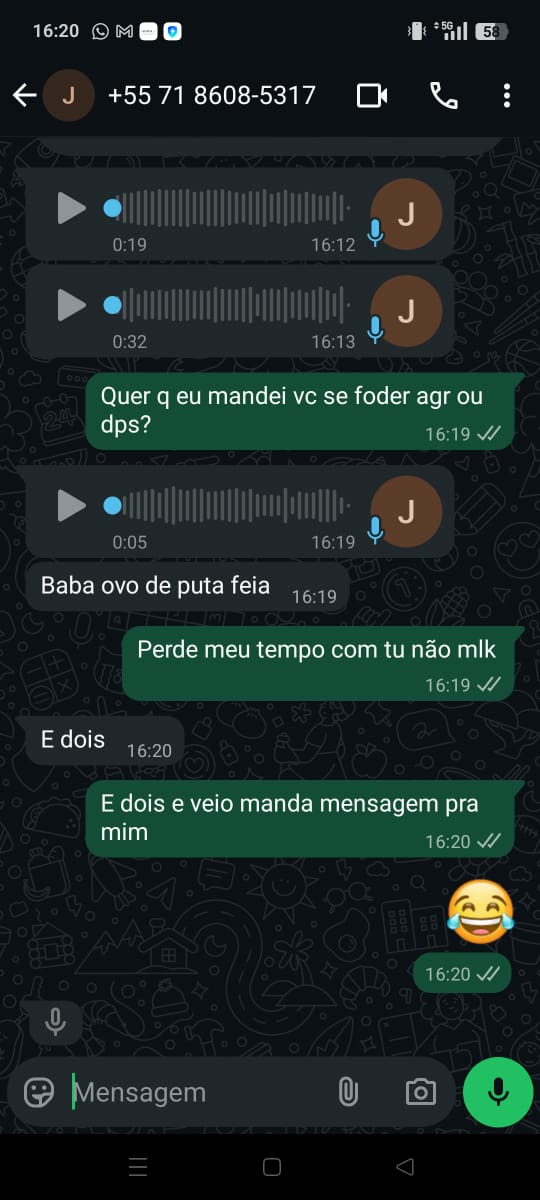 16:20
5G
58
J
+55 71 8608-5317
J
0:19
16:12
J
0:32
16:13
Quer q eu mandei vc se foder agr ou
dps?
16:19
J
0:05
16:19
Baba ovo de puta feia
16:19
Perde meu tempo com tu não mlk
16:19
E dois
16:20
E dois e veio manda mensagem pra
mim
16:20
16:20
Mensagem